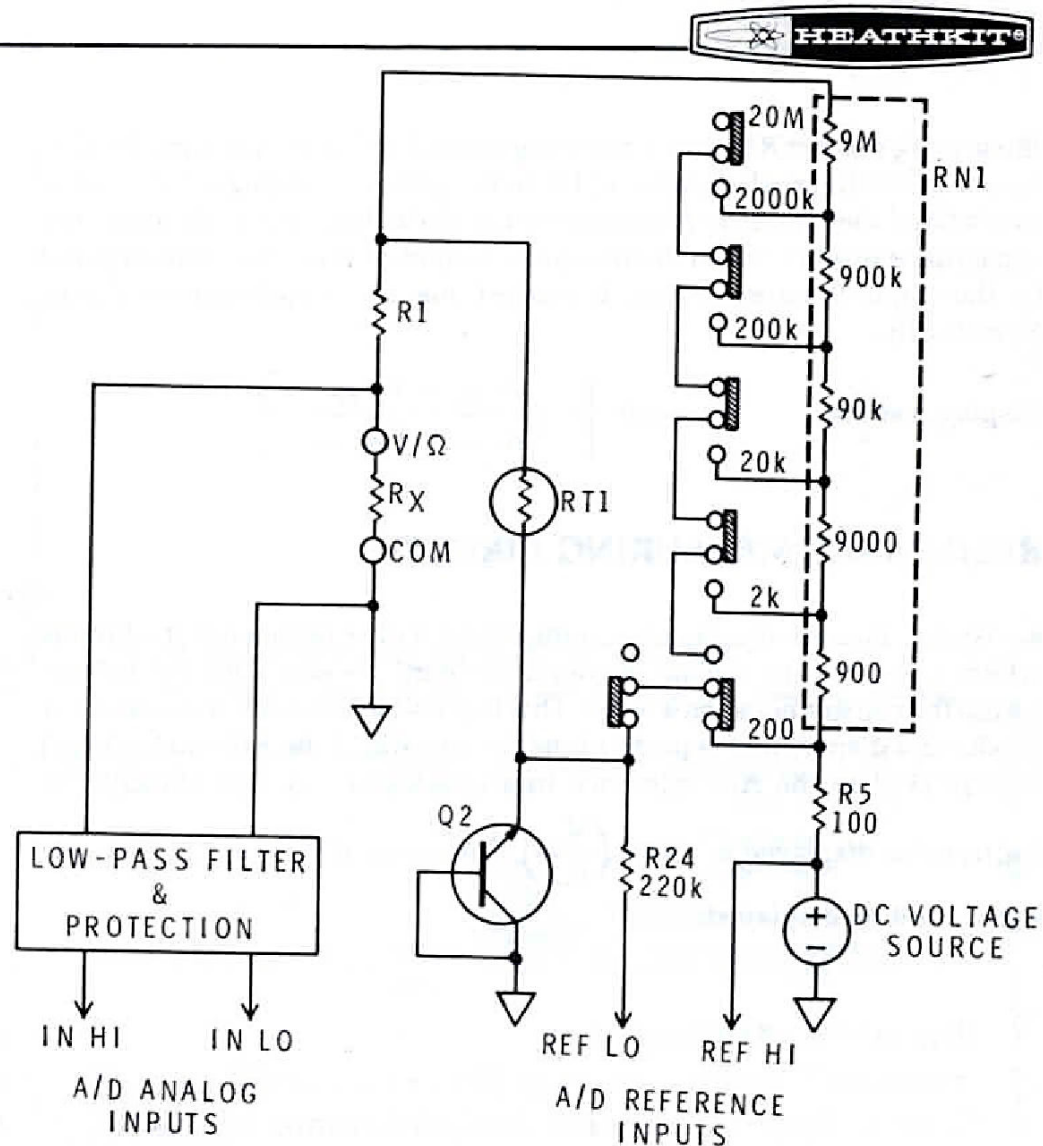 HEATHKIT®
20M
9M
RN1
2000k
900k
R1
200k
90k
V/Ω
20k
RX
RT1
COM
9000
2k
900
200
R5
100
Q2
R24
220k
LOW-PASS FILTER
&
PROTECTION
+
−
DC VOLTAGE
SOURCE
IN HI
IN LO
REF LO
REF HI
A/D ANALOG
INPUTS
A/D REFERENCE
INPUTS